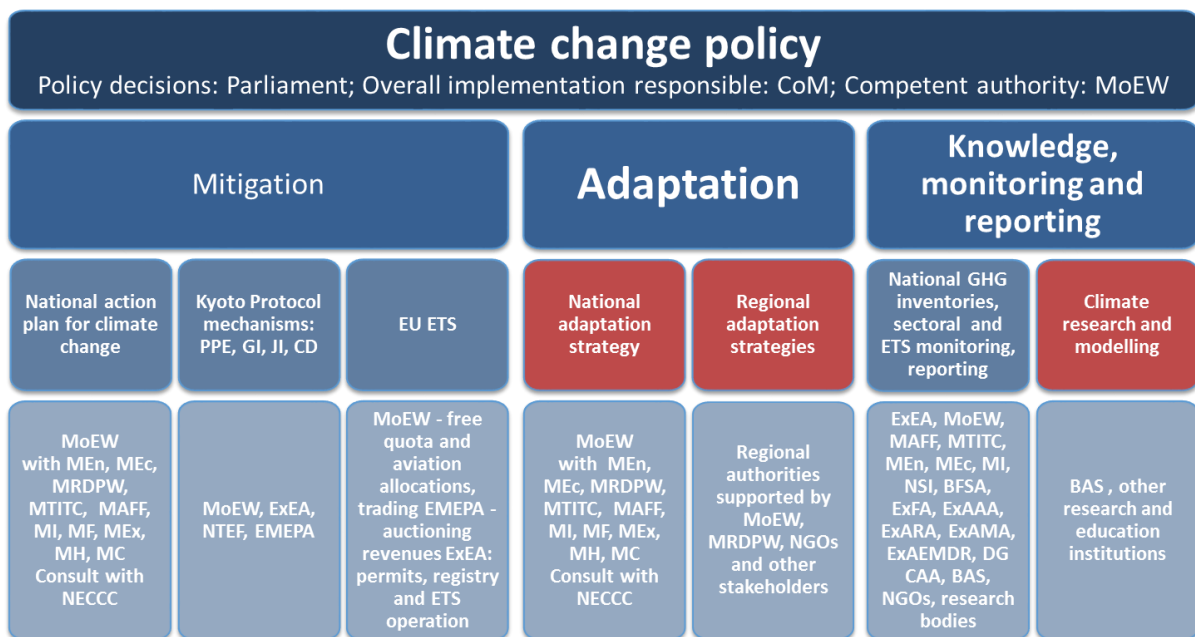 Climate change policy
Policy decisions: Parliament; Overall implementation responsible: CoM; Competent authority: MoEW
Mitigation
Adaptation
Knowledge,
monitoring and
reporting
National action
plan for climate
change
Kyoto Protocol
mechanisms:
PPE, GI, JI, CD
EU ETS
National
adaptation
strategy
Regional
adaptation
strategies
National GHG
inventories,
sectoral and
ETS monitoring,
reporting
Climate
research and
modelling
MoEW
with MEn, MEc,
MRDPW,
MTITC, MAFF,
MI, MF, MEx,
MH, MC
Consult with
NECCC
MoEW, ExEA,
NTEF, EMEPA
MoEW - free
quota and
aviation
allocations,
trading EMEPA -
auctioning
revenues ExEA:
permits, registry
and ETS
operation
MoEW
with MEn,
MEc, MRDPW,
MTITC, MAFF,
MI, MF, MEx,
MH, MC
Consult with
NECCC
Regional
authorities
supported by
MoEW,
MRDPW, NGOs
and other
stakeholders
ExEA, MoEW,
MAFF, MTITC,
MEn, MEc, MI,
NSI, BFSA,
ExFA, ExAAA,
ExARA, ExAMA,
ExAEMDR, DG
CAA, BAS,
NGOs, research
bodies
BAS , other
research and
education
institutions